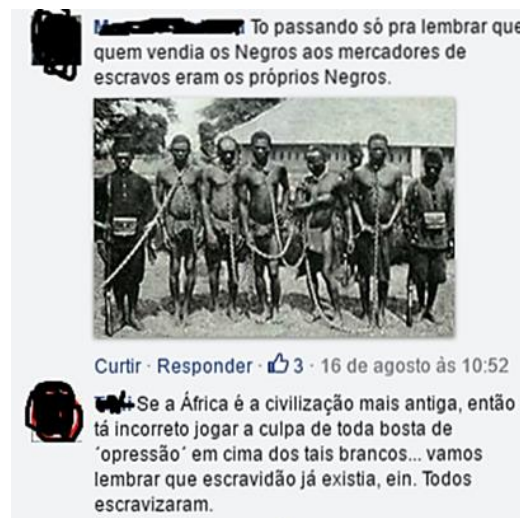 To passando só pra lembrar que
quem vendia os Negros aos mercadores de
escravos eram os próprios Negros.
Curtir · Responder · 3 · 16 de agosto às 10:52
Se a África é a civilização mais antiga, então
tá incorreto jogar a culpa de toda bosta de
´opressão´ em cima dos tais brancos... vamos
lembrar que escravidão já existia, ein. Todos
escravizaram.